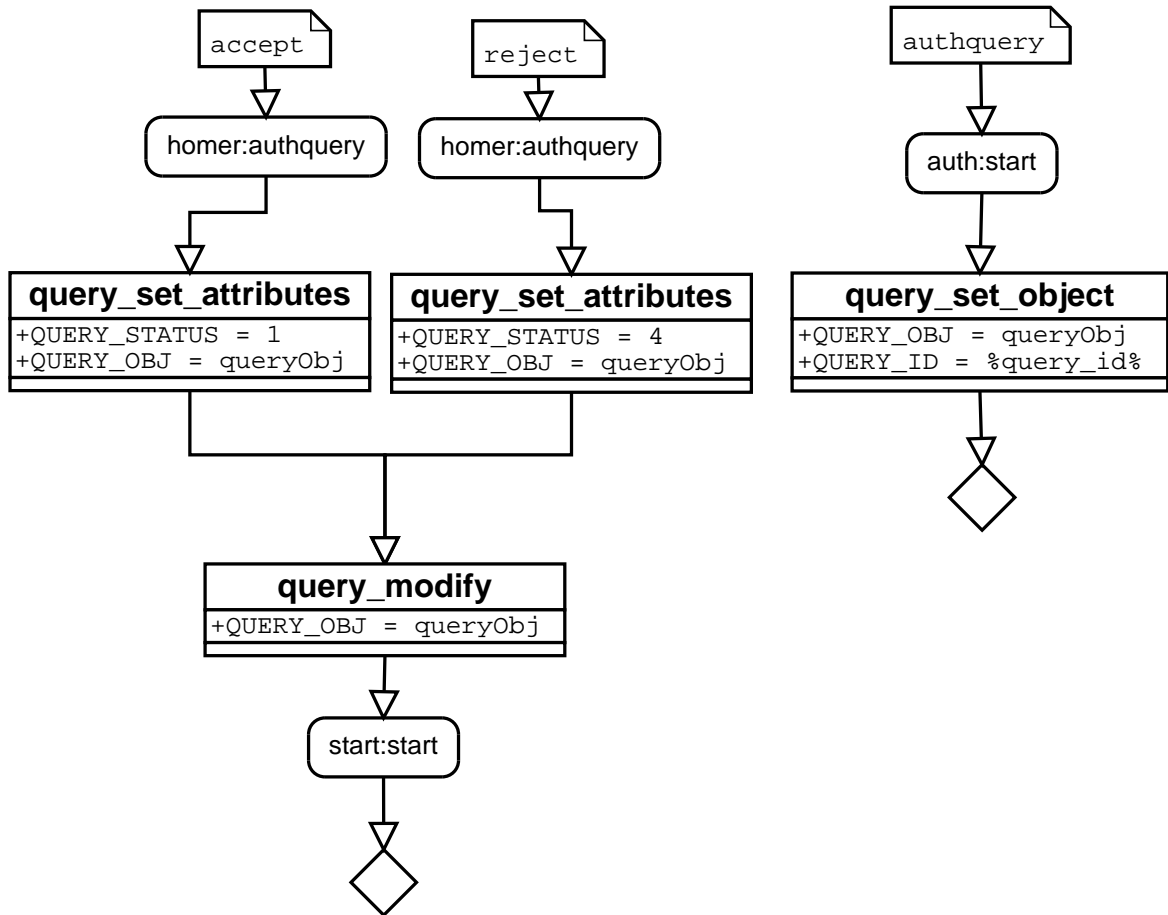 accept
reject
authquery
homer:authquery
homer:authquery
auth:start
query_set_attributes
+QUERY_STATUS = 1
+QUERY_OBJ = queryObj
query_set_attributes
+QUERY_STATUS = 4
+QUERY_OBJ = queryObj
query_set_object
+QUERY_OBJ = queryObj
+QUERY_ID = %query_id%
query_modify
+QUERY_OBJ = queryObj
start:start